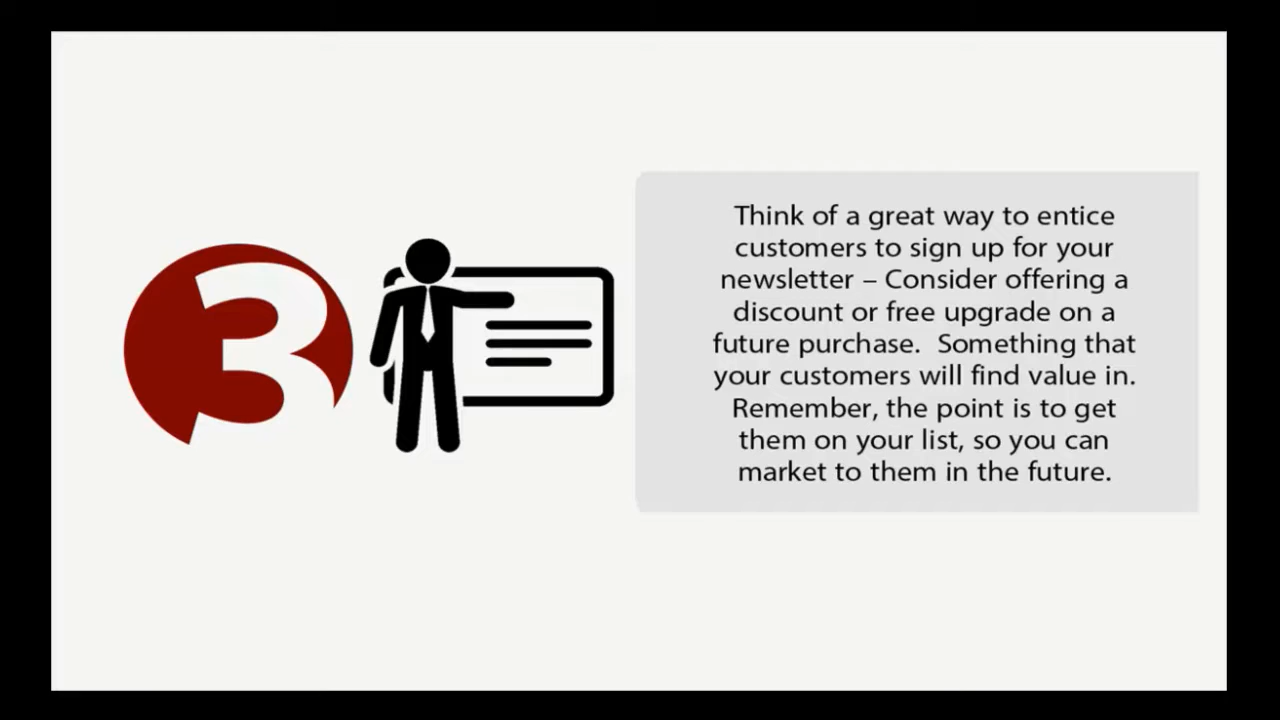 3
Think of a great way to entice
customers to sign up for your
newsletter – Consider offering a
discount or free upgrade on a
future purchase.  Something that
your customers will find value in.
Remember, the point is to get
them on your list, so you can
market to them in the future.